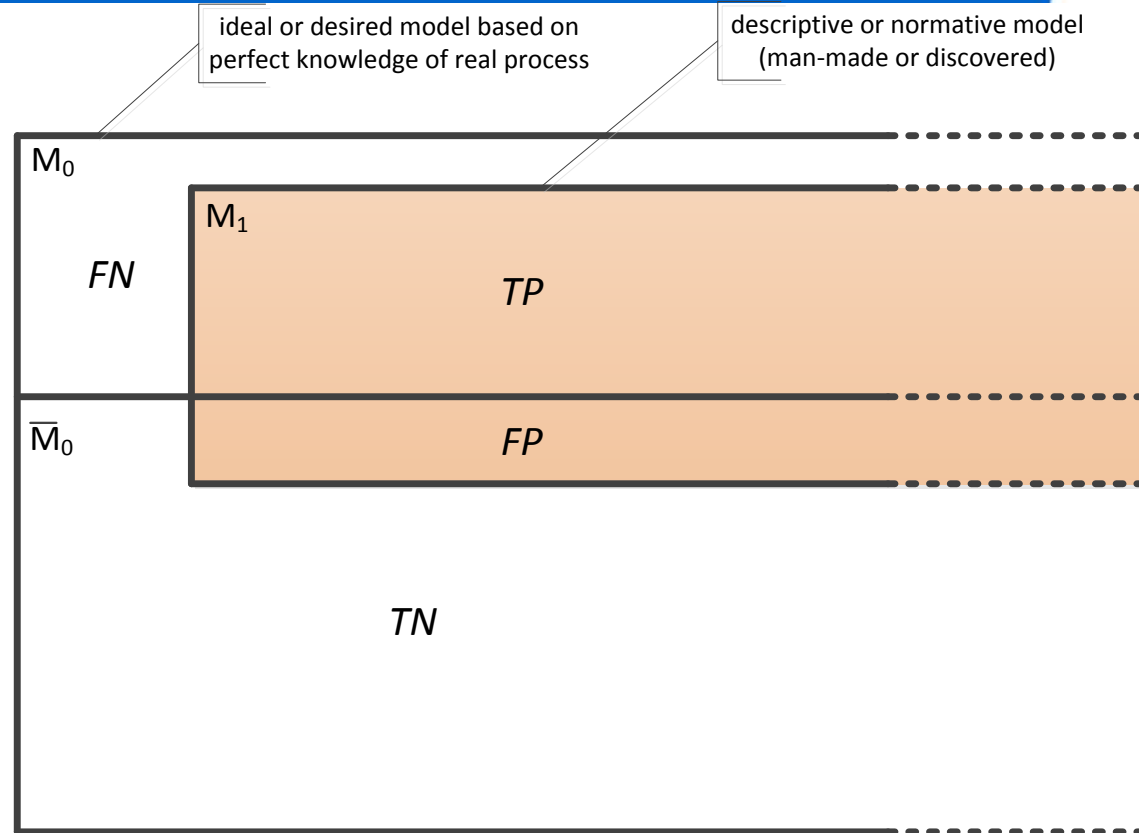 ideal or desired model based on
perfect knowledge of real process
descriptive or normative model
(man-made or discovered)
M₀
M₁
FN
TP
M̅₀
FP
TN